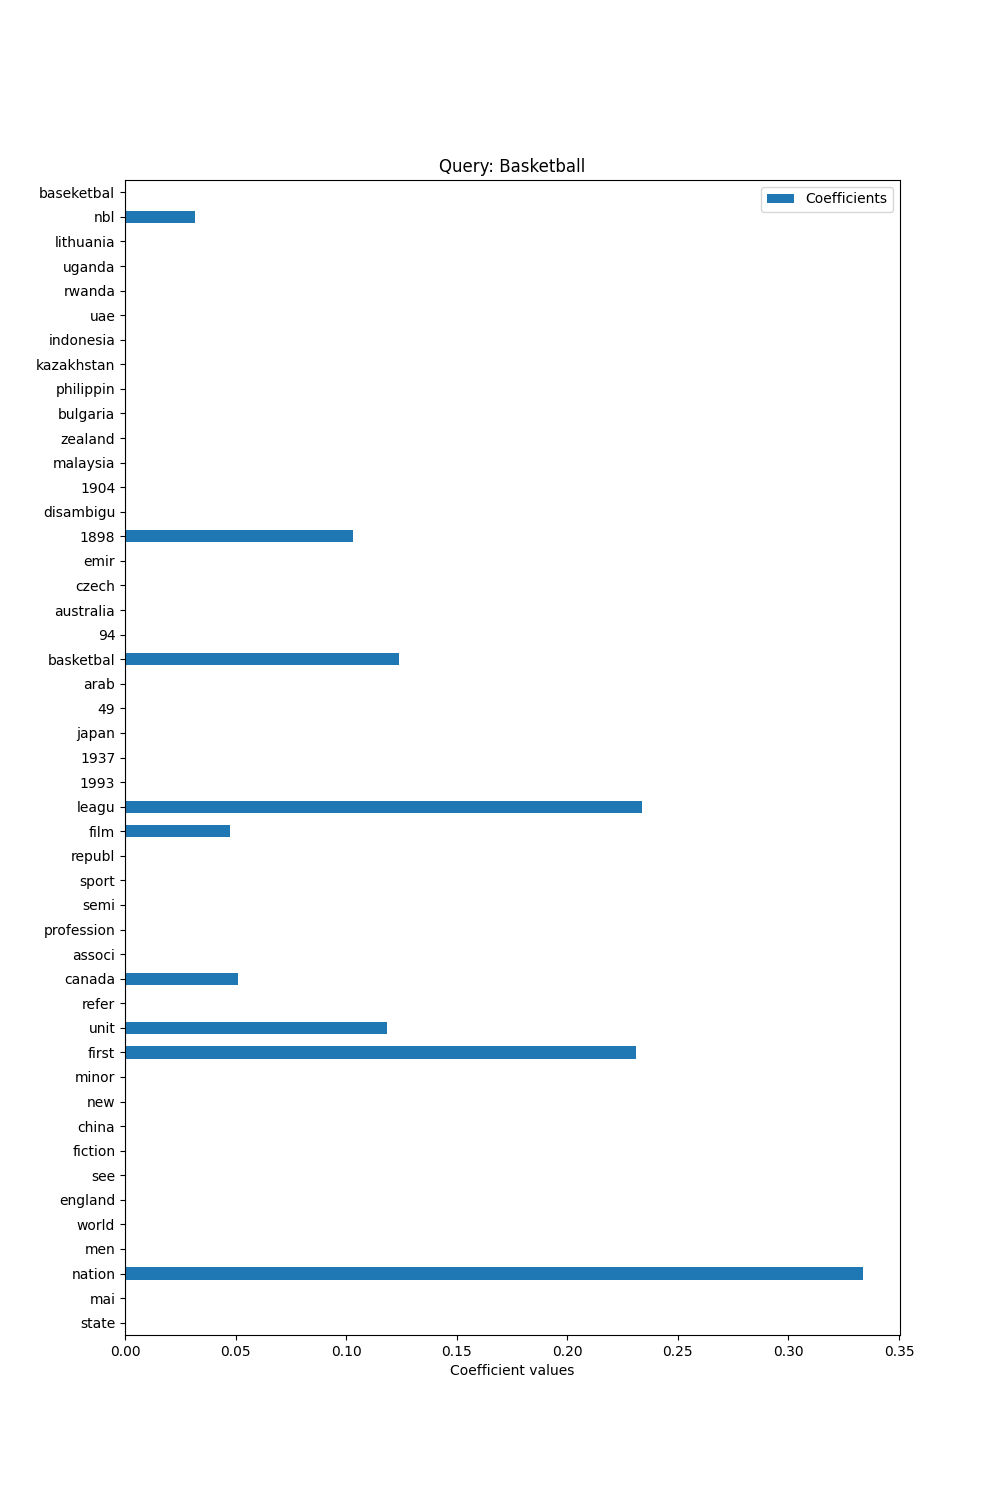 Query: Basketball
Coefficients
baseketbal
nbl
lithuania
uganda
rwanda
uae
indonesia
kazakhstan
philippin
bulgaria
zealand
malaysia
1904
disambigu
1898
emir
czech
australia
94
basketbal
arab
49
japan
1937
1993
leagu
film
republ
sport
semi
profession
associ
canada
refer
unit
first
minor
new
china
fiction
see
england
world
men
nation
mai
state
0.00 0.05 0.10 0.15 0.20 0.25 0.30 0.35
Coefficient values